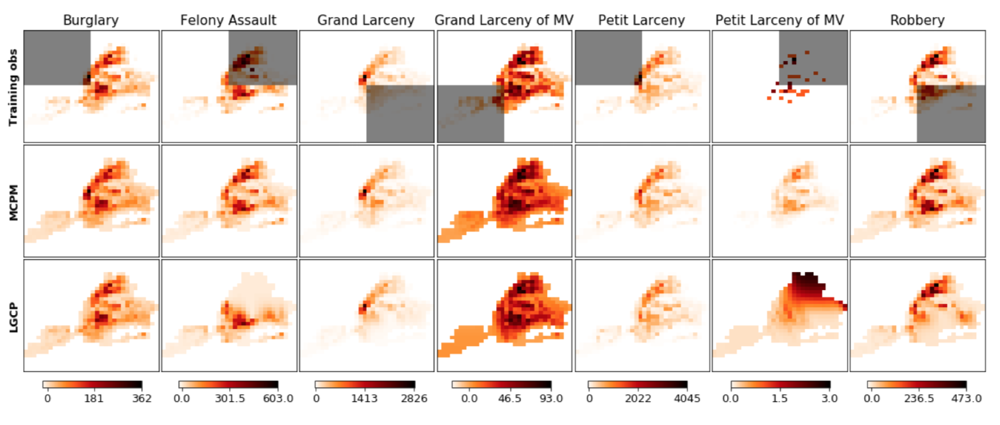 Burglary Felony Assault Grand Larceny Grand Larceny of MV Petit Larceny Petit Larceny of MV Robbery
Training obs
MCPM
LGCP
0 181 362 0.0 301.5 603.0 0 1413 2826 0.0 46.5 93.0 0 2022 4045 0.0 1.5 3.0 0.0 236.5 473.0